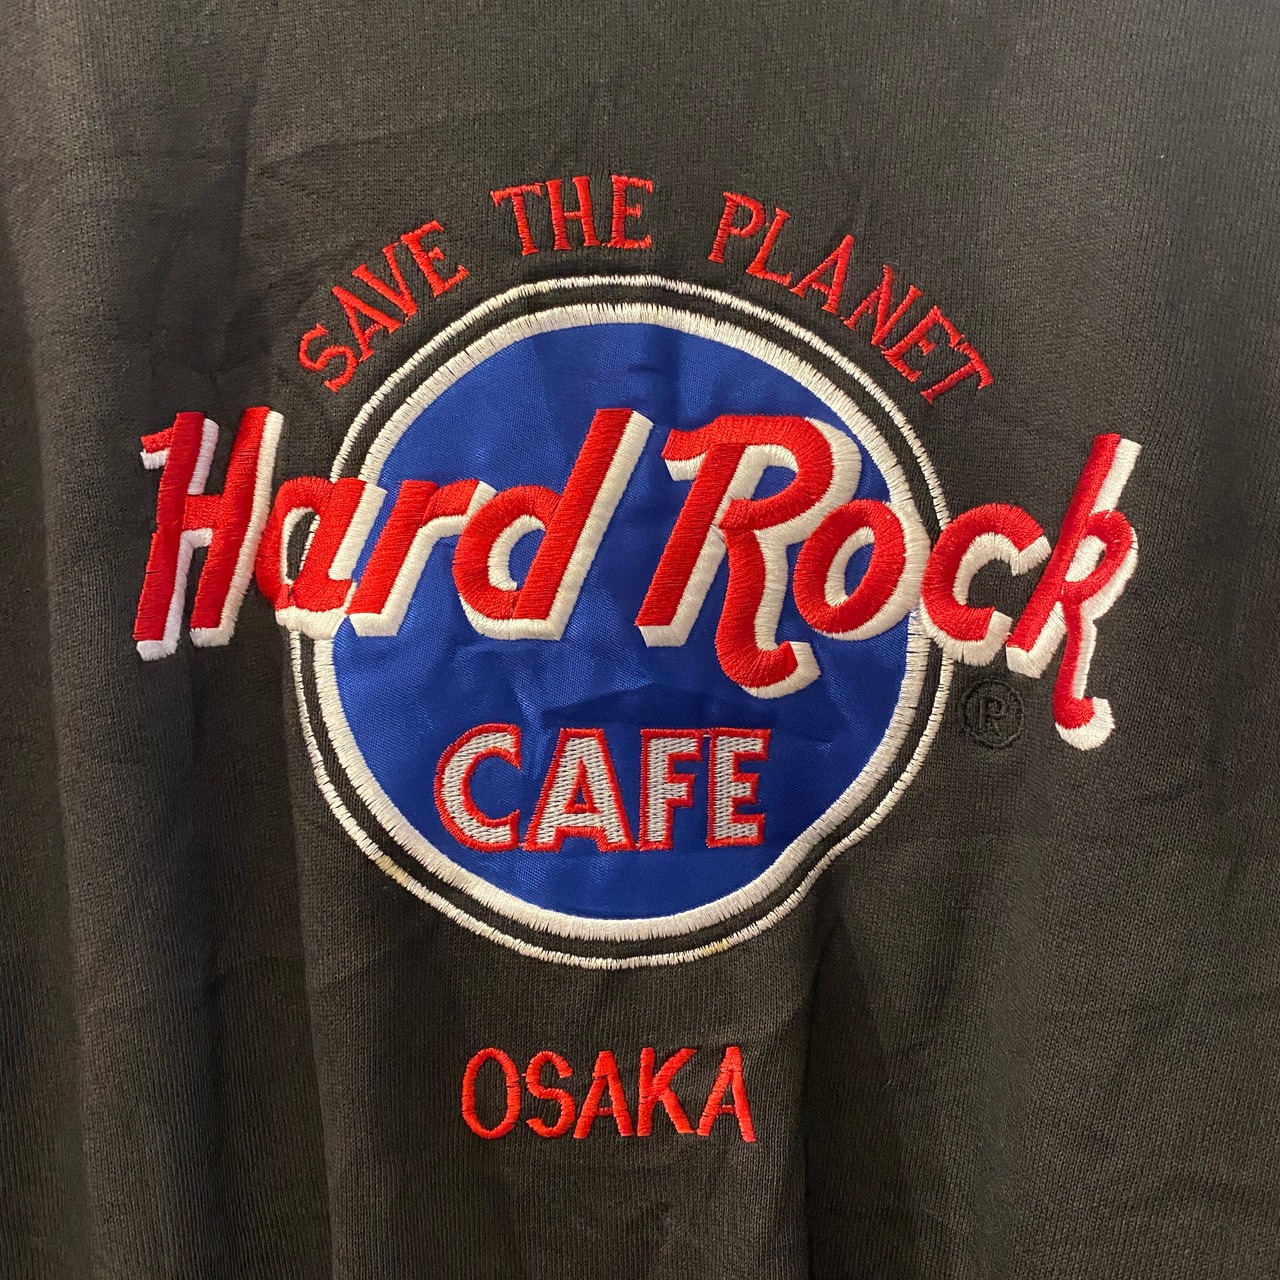 SAVE THE PLANET
Hard Rock
®
CAFE
OSAKA